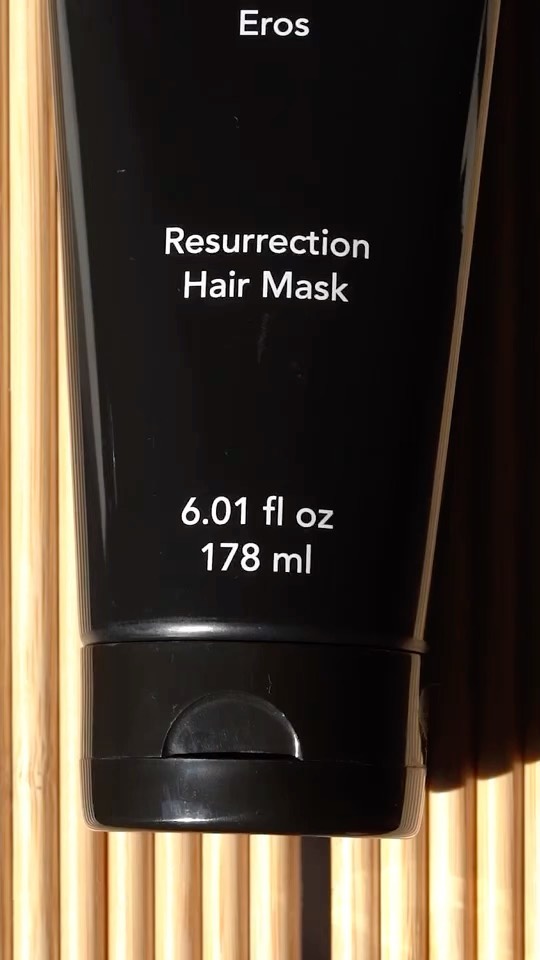 Eros
Resurrection
Hair Mask
6.01 fl oz
178 ml